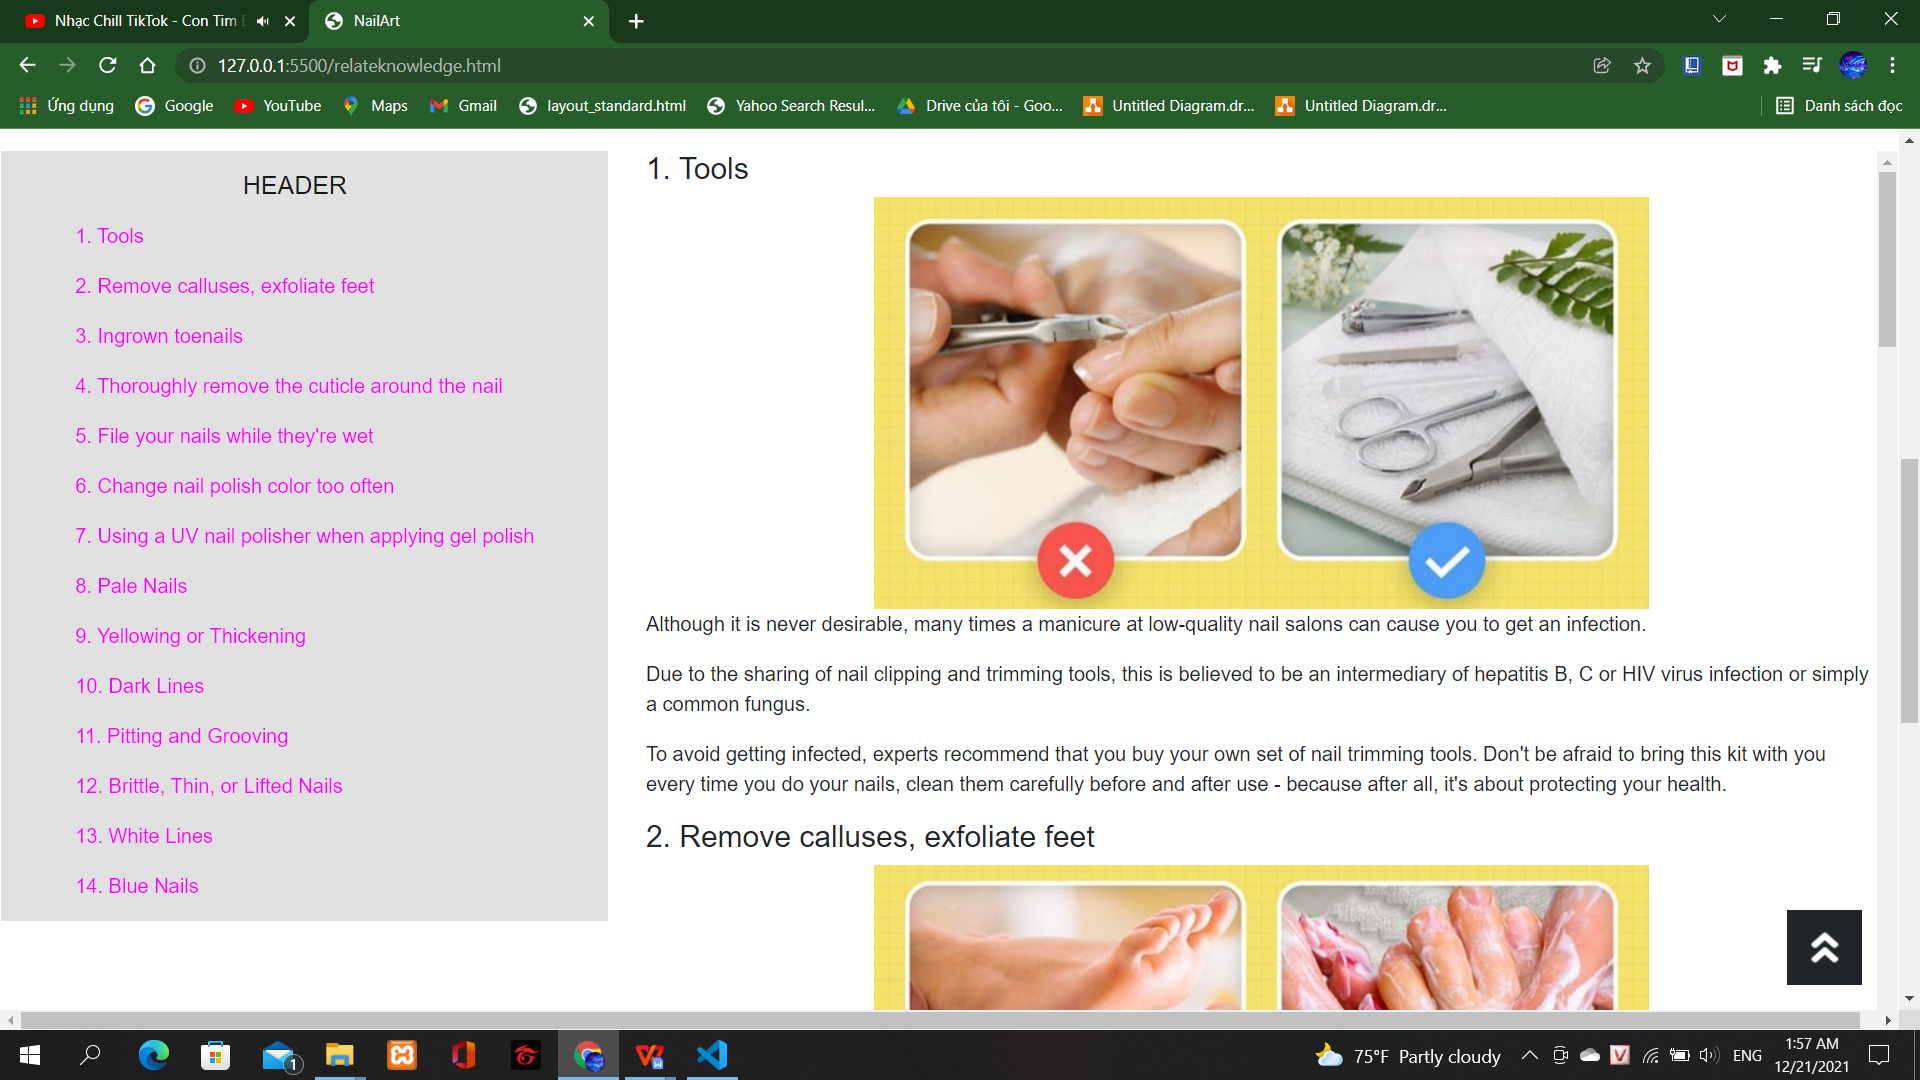 Nhạc Chill TikTok - Con Tim
NailArt
127.0.0.1:5500/relateknowledge.html
Ứng dụng
Google
YouTube
Maps
Gmail
layout_standard.html
Yahoo Search Resul...
Drive của tôi - Goo...
Untitled Diagram.dr...
Untitled Diagram.dr...
Danh sách đọc
HEADER
1. Tools
2. Remove calluses, exfoliate feet
3. Ingrown toenails
4. Thoroughly remove the cuticle around the nail
5. File your nails while they're wet
6. Change nail polish color too often
7. Using a UV nail polisher when applying gel polish
8. Pale Nails
9. Yellowing or Thickening
10. Dark Lines
11. Pitting and Grooving
12. Brittle, Thin, or Lifted Nails
13. White Lines
14. Blue Nails
1. Tools
Although it is never desirable, many times a manicure at low-quality nail salons can cause you to get an infection.
Due to the sharing of nail clipping and trimming tools, this is believed to be an intermediary of hepatitis B, C or HIV virus infection or simply
a common fungus.
To avoid getting infected, experts recommend that you buy your own set of nail trimming tools. Don't be afraid to bring this kit with you
every time you do your nails, clean them carefully before and after use - because after all, it's about protecting your health.
2. Remove calluses, exfoliate feet
1
75°F Partly cloudy
ENG
1:57 AM
12/21/2021